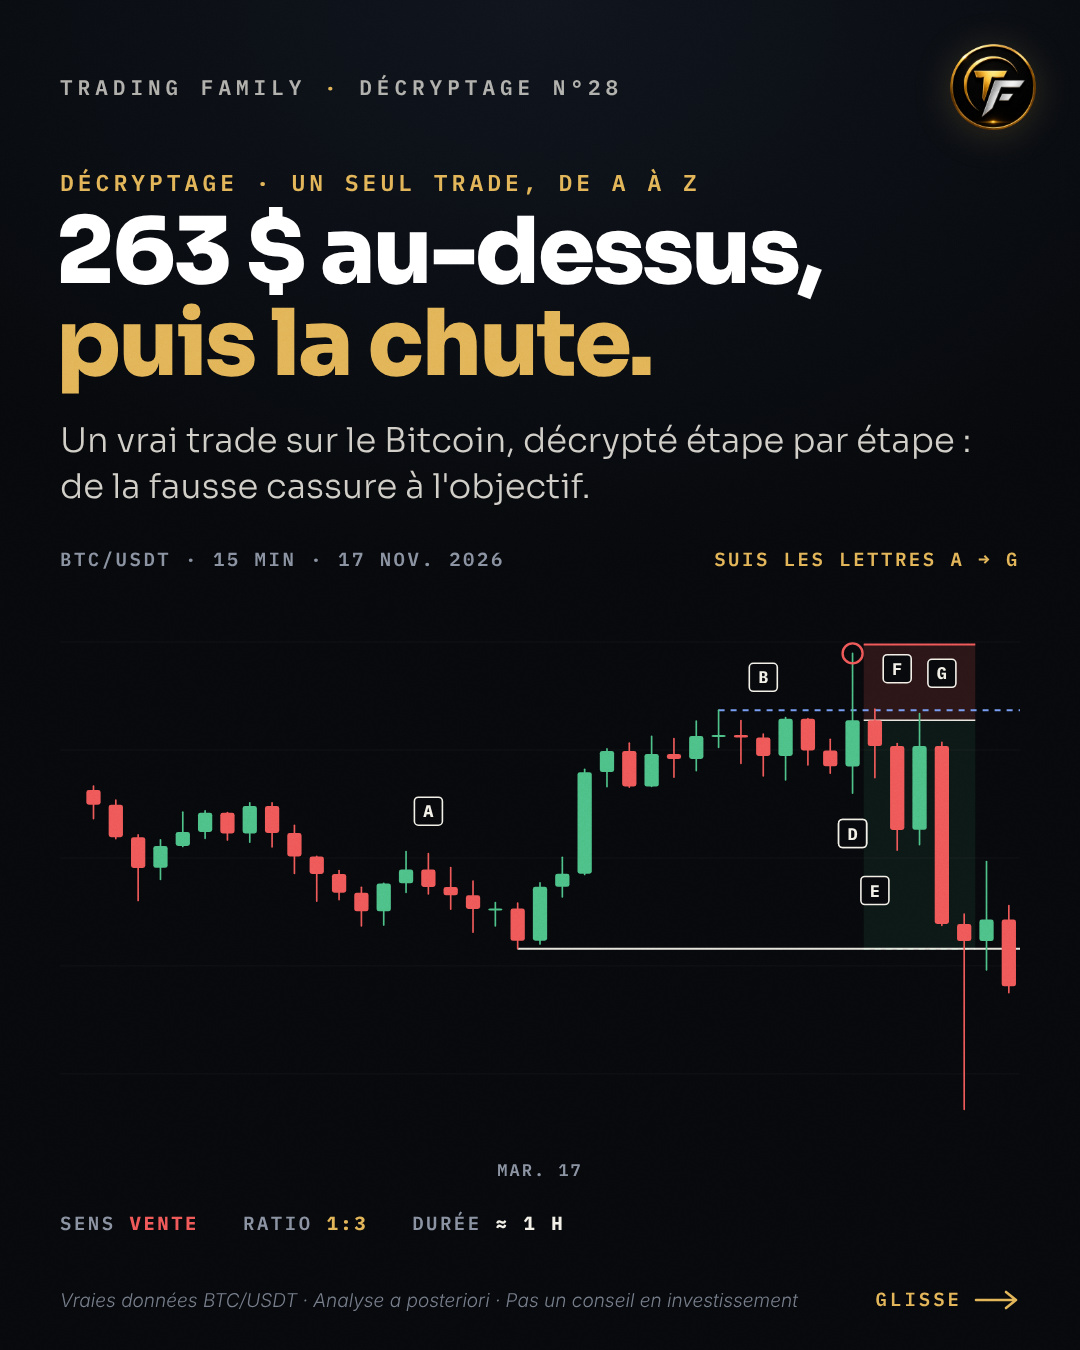 TRADING FAMILY · DÉCRYPTAGE N°28
TF
DÉCRYPTAGE · UN SEUL TRADE, DE A À Z
263 $ au-dessus,
puis la chute.
Un vrai trade sur le Bitcoin, décrypté étape par étape :
de la fausse cassure à l'objectif.
BTC/USDT · 15 MIN · 17 NOV. 2026
SUIS LES LETTRES A → G
B
F
G
A
D
E
MAR. 17
SENS VENTE RATIO 1:3 DURÉE ≈ 1 H
Vraies données BTC/USDT · Analyse a posteriori · Pas un conseil en investissement
GLISSE →